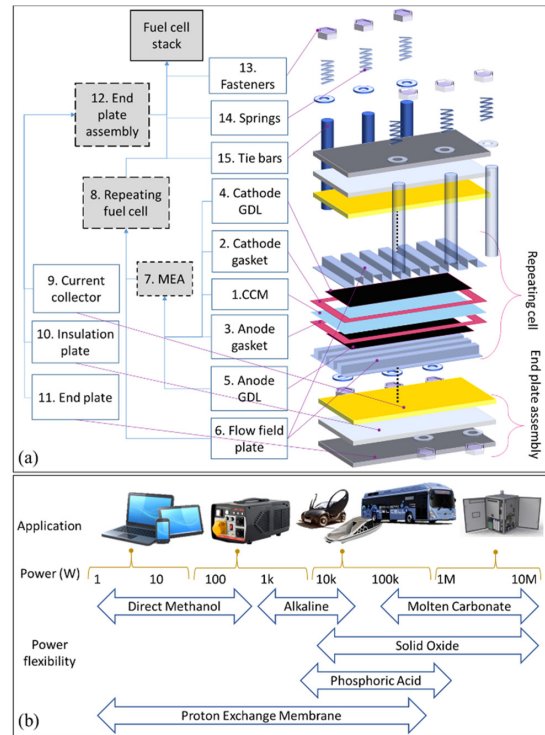 Fuel cell
stack
12. End
plate
assembly
8. Repeating
fuel cell
7. MEA
9. Current
collector
10. Insulation
plate
11. End plate
13.
Fasteners
14. Springs
15. Tie bars
4. Cathode
GDL
2. Cathode
gasket
1.CCM
3. Anode
gasket
5. Anode
GDL
6. Flow field
plate
Repeating cell
End plate assembly
(a)
Application
Power (W)
1 10 100 1k 10k 100k 1M 10M
Direct Methanol Alkaline Molten Carbonate
Power
flexibility
Solid Oxide
Phosphoric Acid
Proton Exchange Membrane
(b)